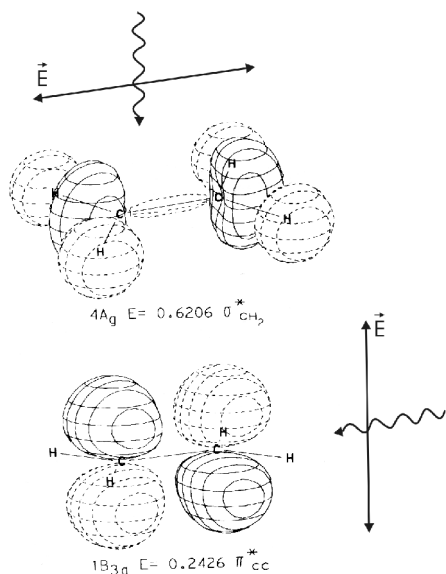 E⃗
H
H
C
C
H
H
4Ag E= 0.6206 σ*CH2
E⃗
H
H C C H
H
1B3g E= 0.2426 π*CC